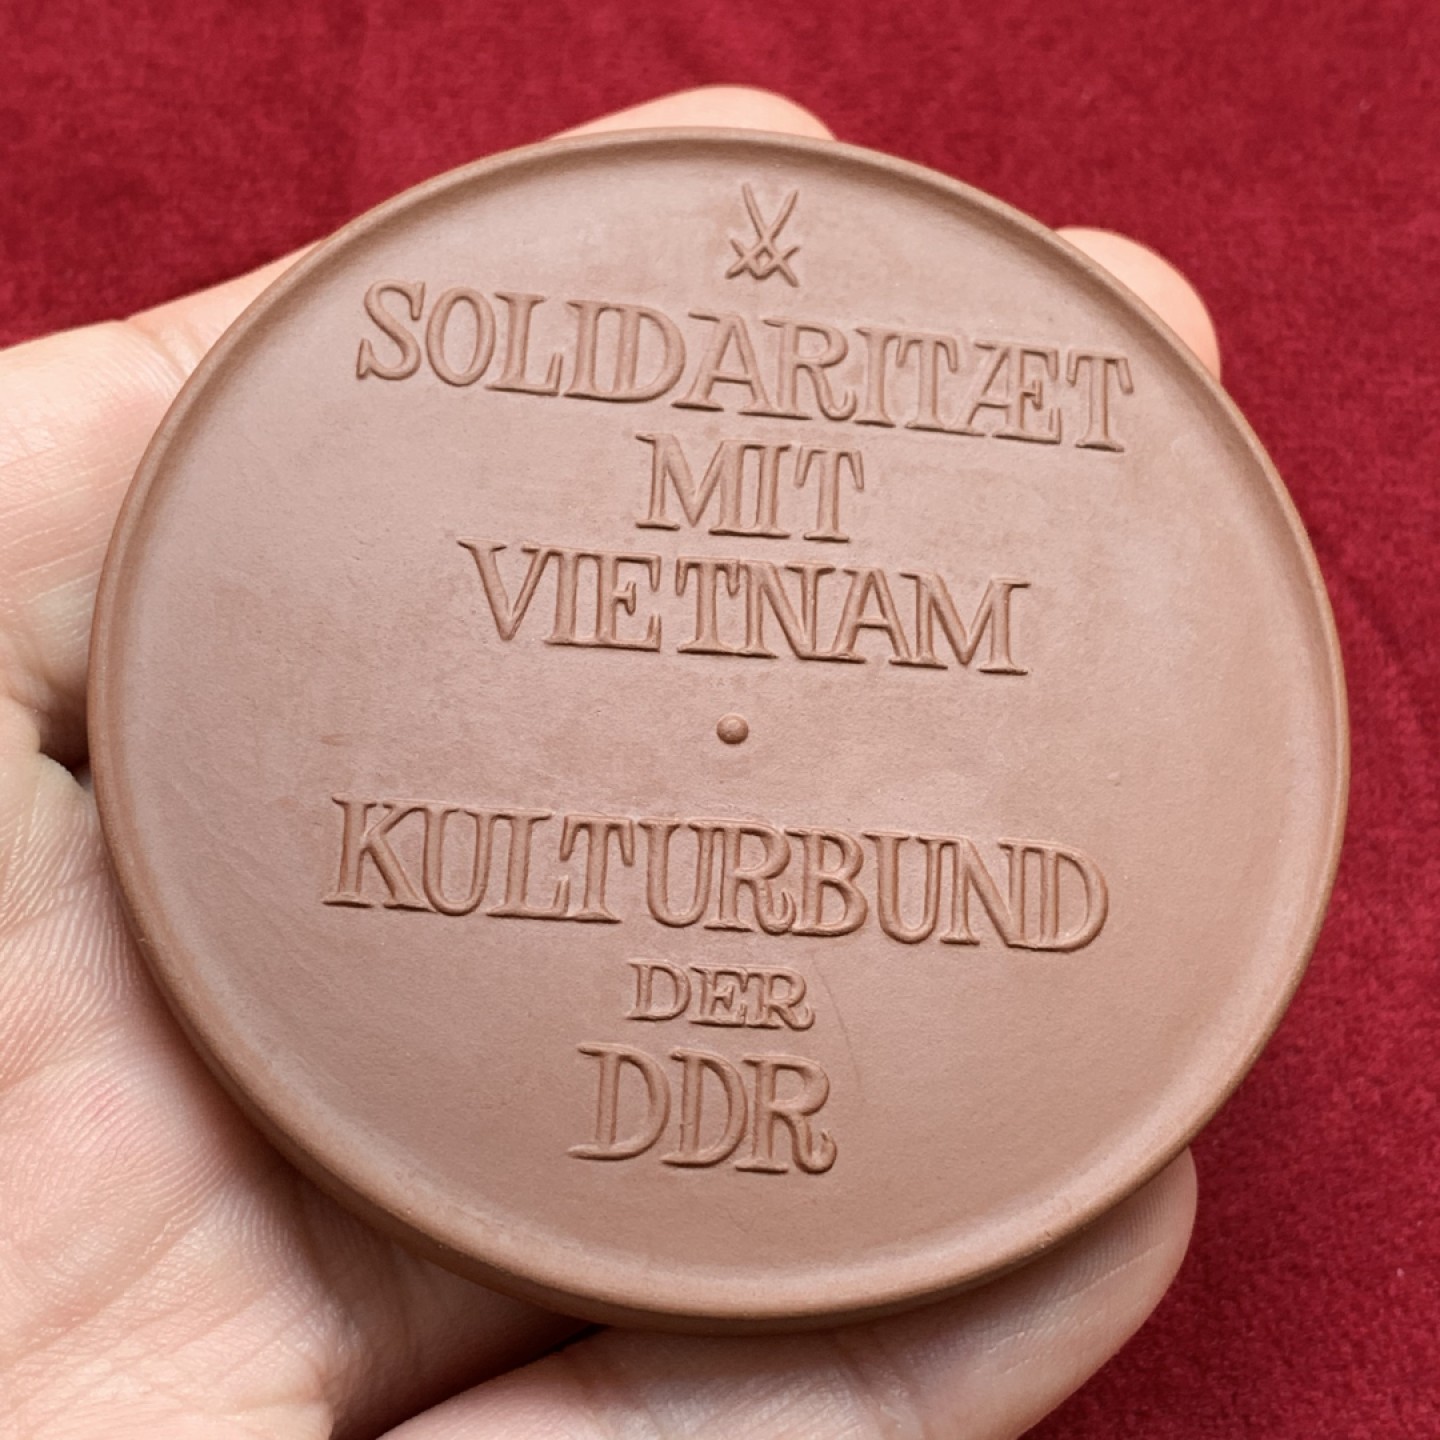 SOLIDARITÆT
MIT
VIETNAM
•
KULTURBUND
DER
DDR